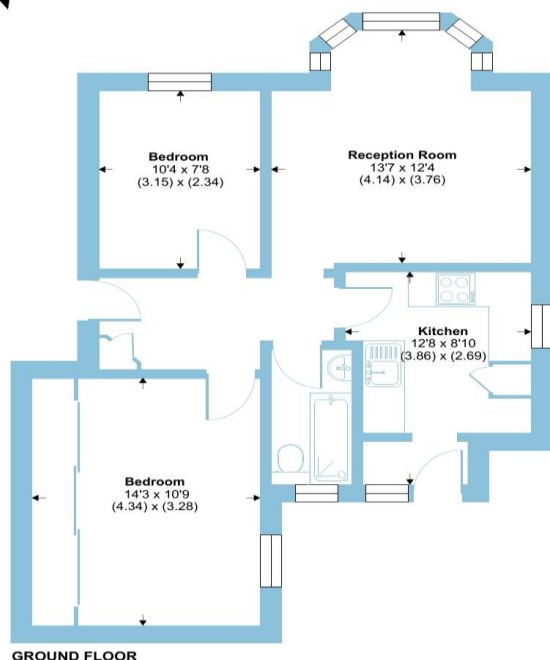 Bedroom
10'4 x 7'8
(3.15) x (2.34)
Reception Room
13'7 x 12'4
(4.14) x (3.76)
Kitchen
12'8 x 8'10
(3.86) x (2.69)
Bedroom
14'3 x 10'9
(4.34) x (3.28)
GROUND FLOOR